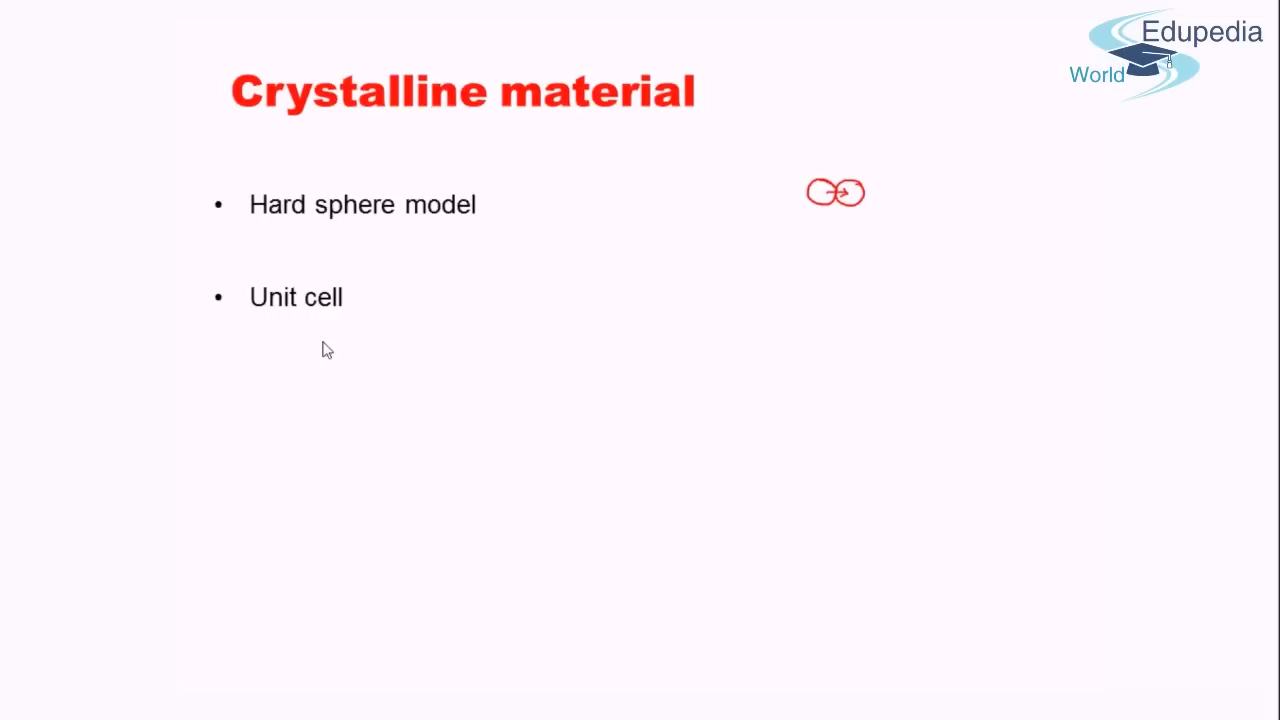 Edupedia
World
Crystalline material
• Hard sphere model
• Unit cell